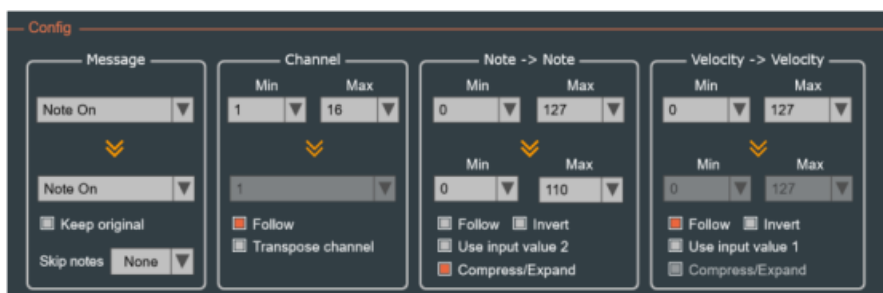 Config
Message Channel Note -> Note Velocity -> Velocity
Min Max Min Max Min Max
Note On 1 16 0 127 0 127
Min Max Min Max
Note On 1 0 110 0 127
Keep original Follow Follow Invert Follow Invert
Transpose channel Use input value 2 Use input value 1
Skip notes None Compress/Expand Compress/Expand